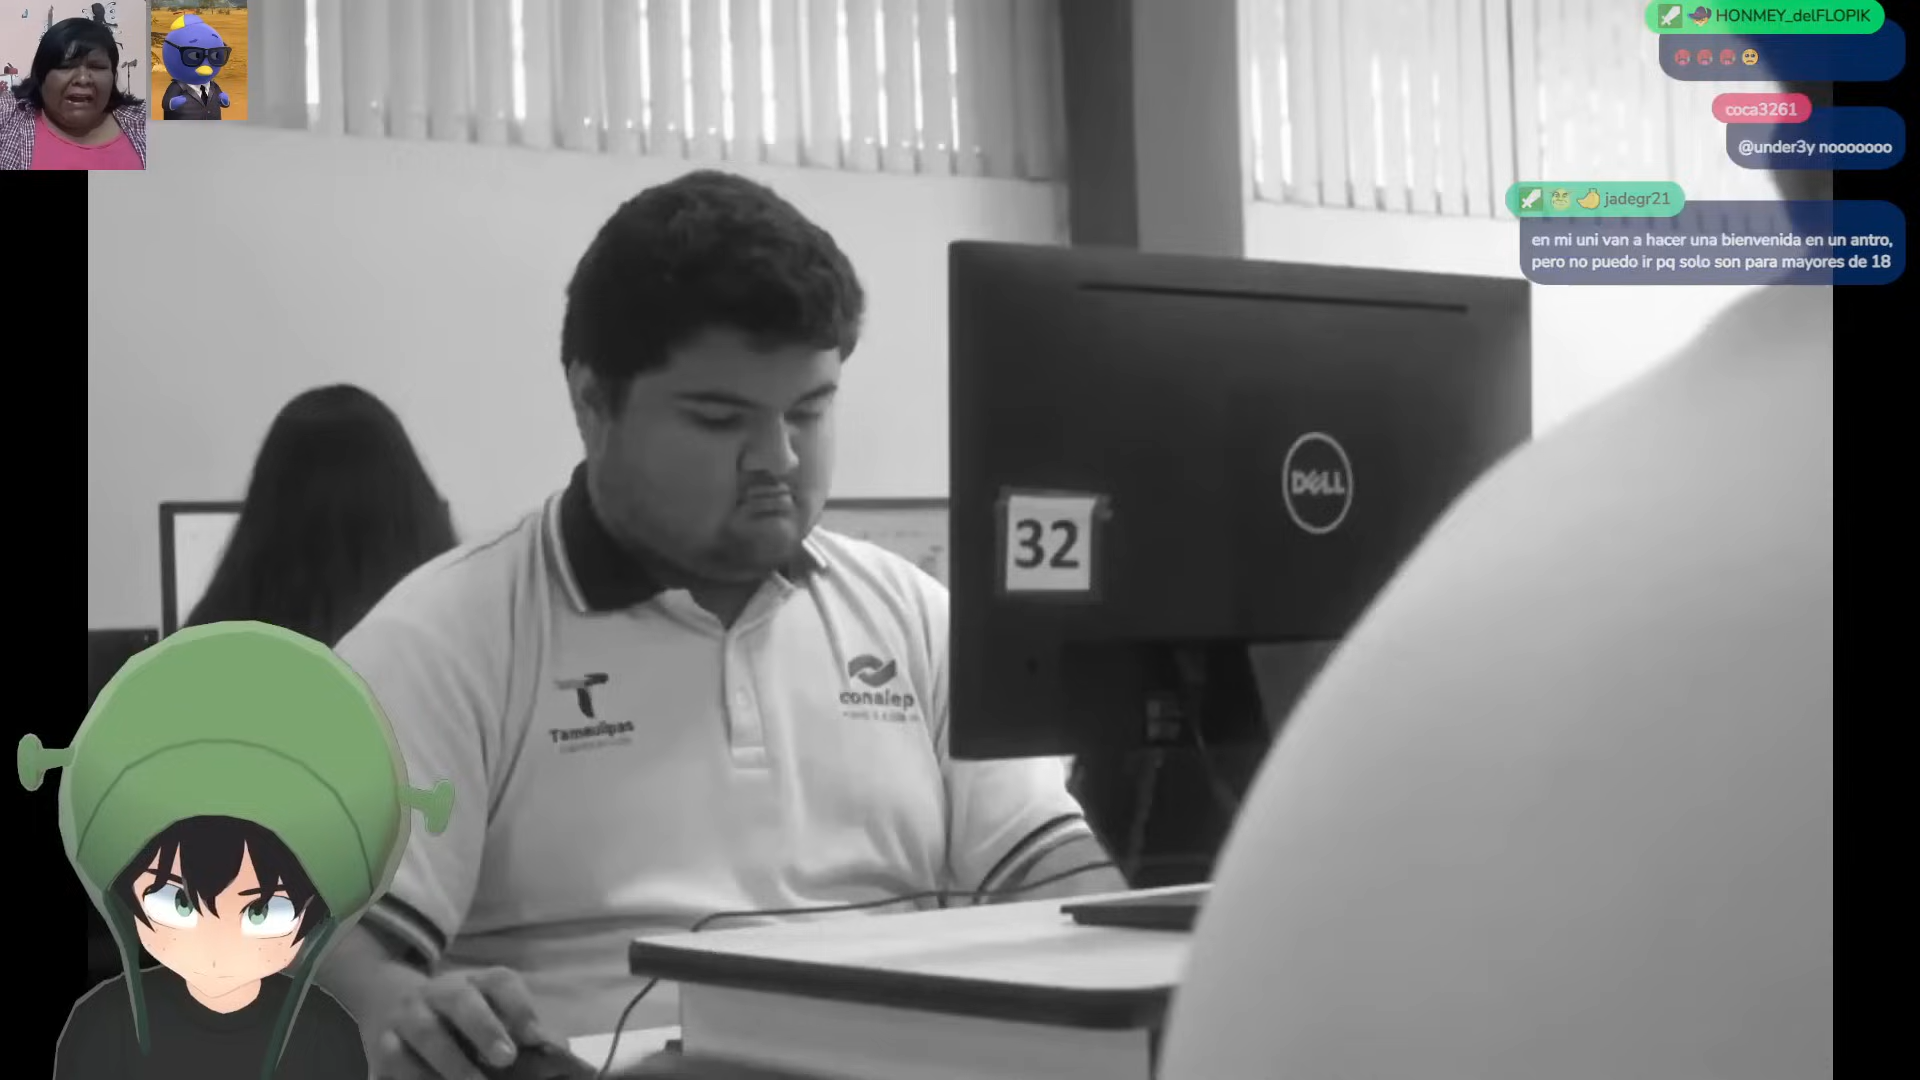 HONMEY_delFLOPIK
coca3261
@under3y nooooooo
jadegr21
en mi uni van a hacer una bienvenida en un antro,
pero no puedo ir pq solo son para mayores de 18
32
DELL
Tamaulipas
conalep